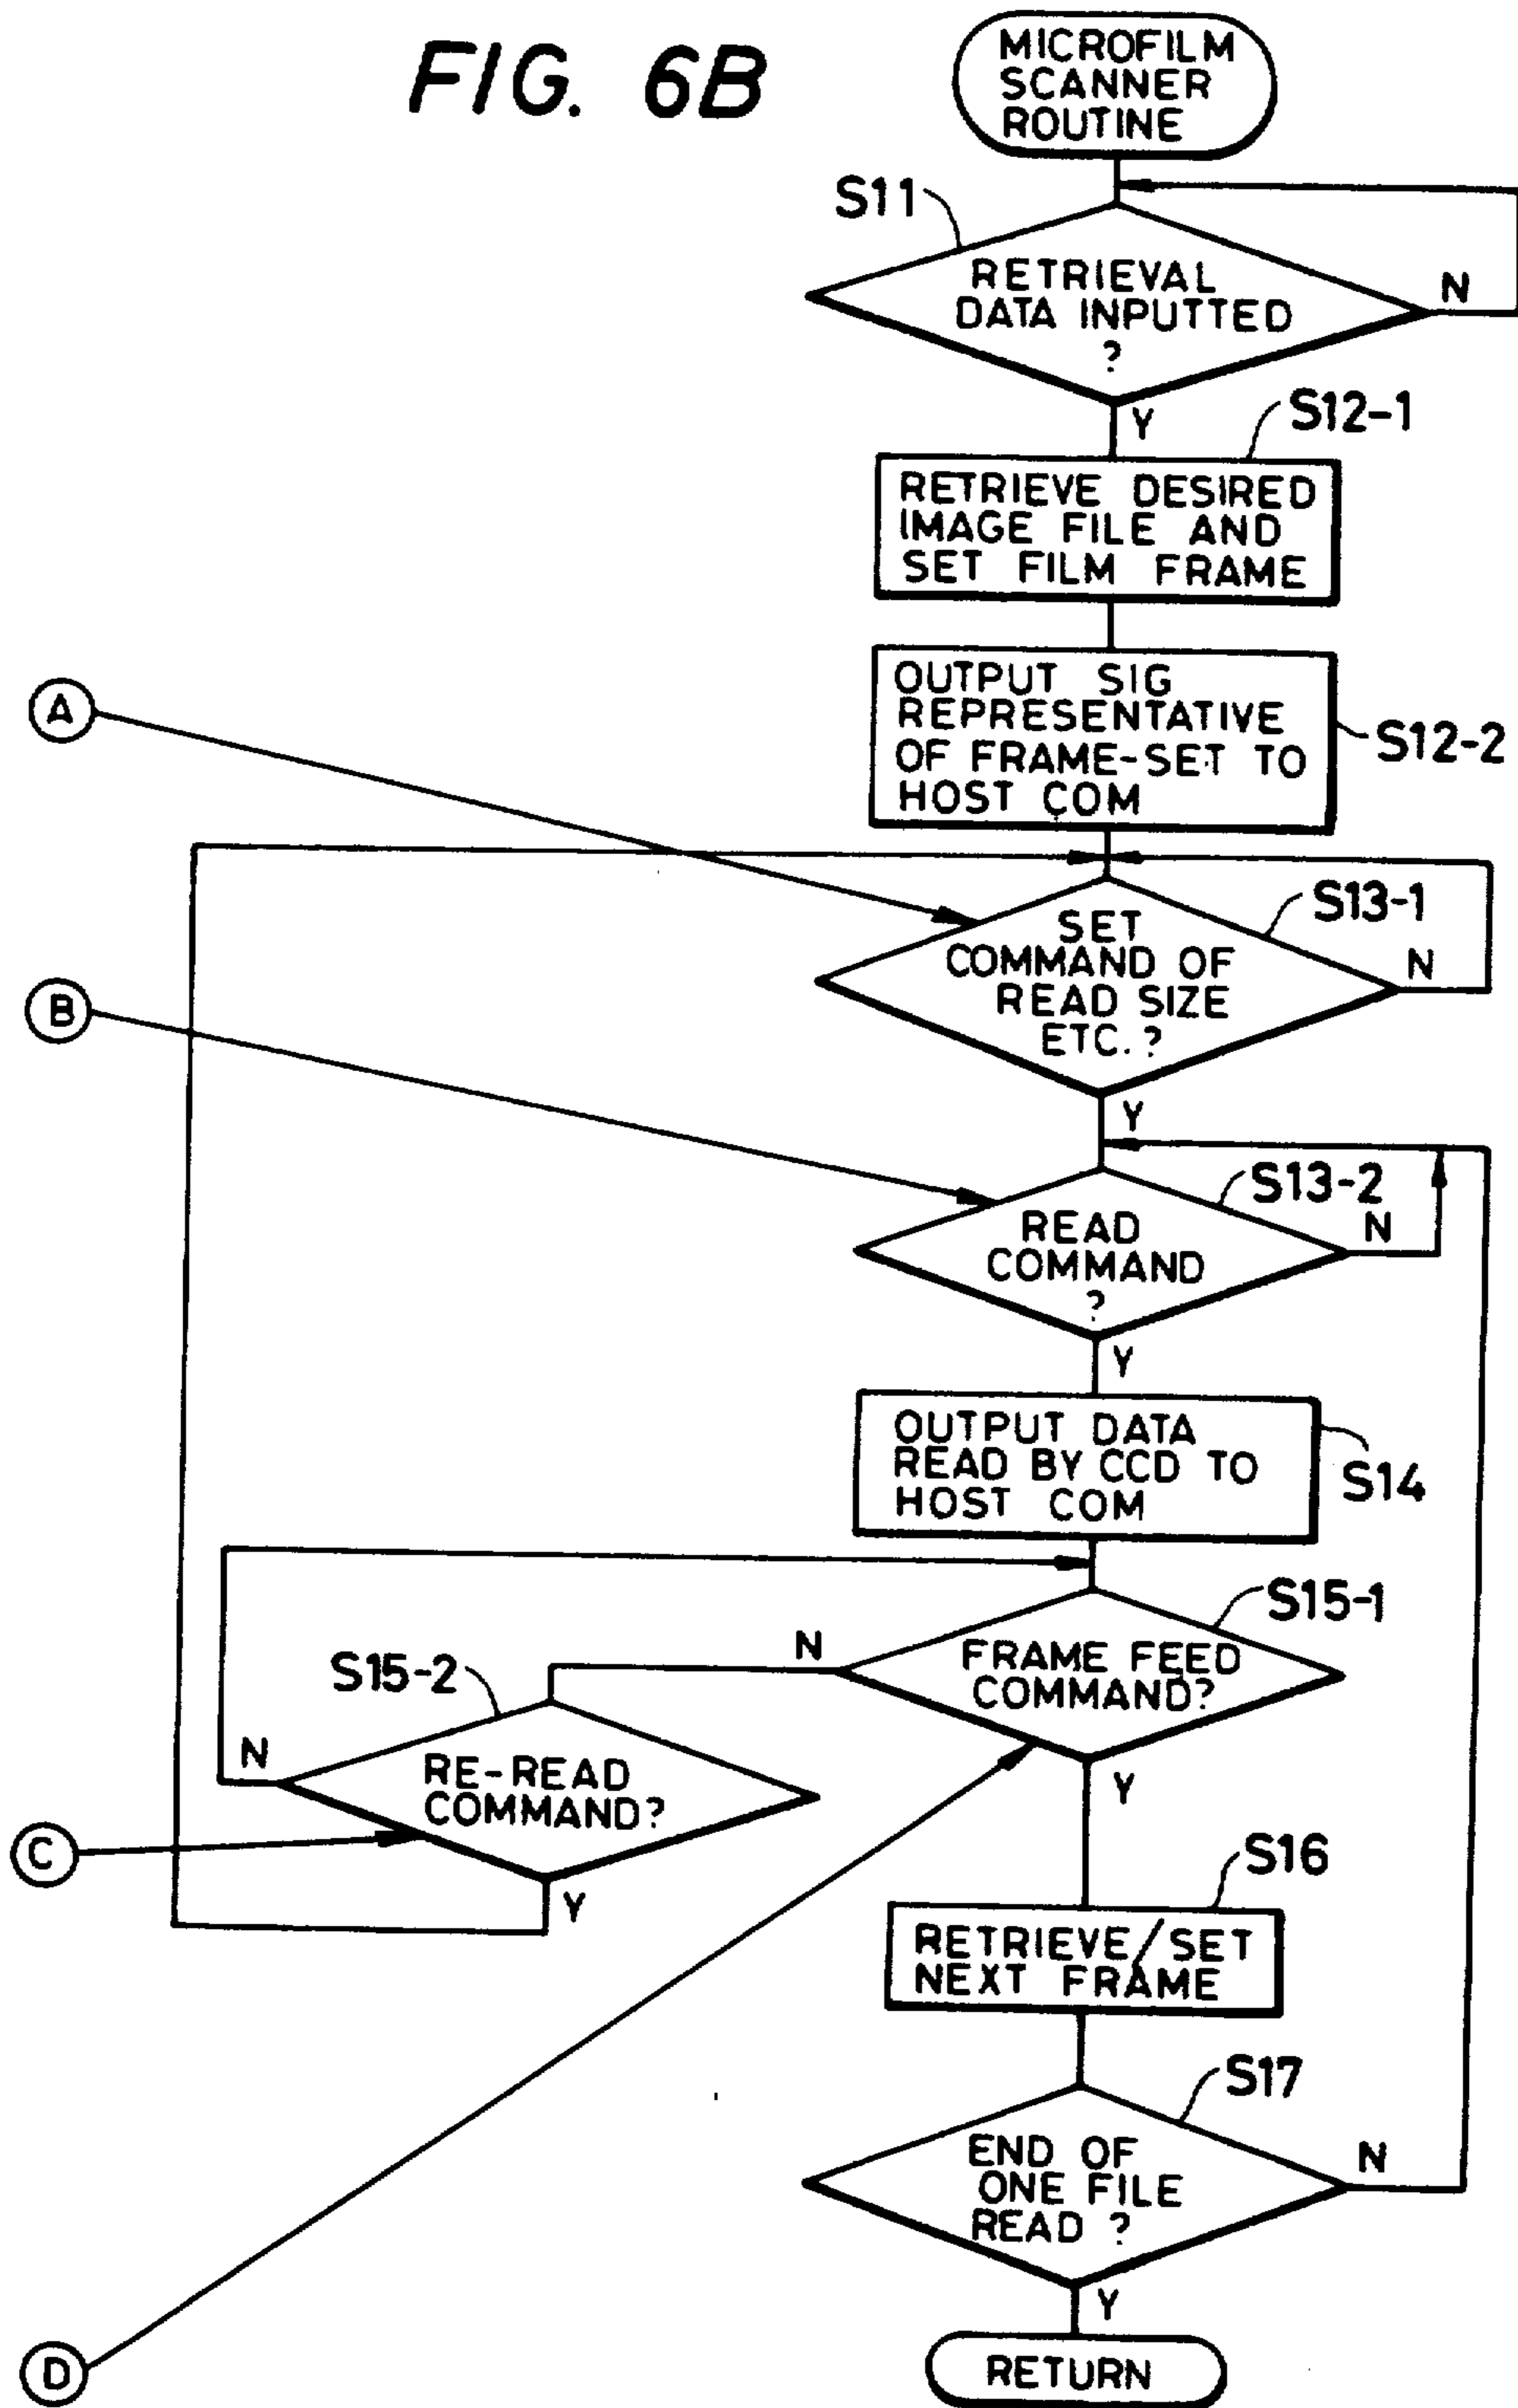 FIG. 6B
MICROFILM
SCANNER
ROUTINE
S11
RETRIEVAL
DATA INPUTTED
?
N
Y
S12-1
RETRIEVE DESIRED
IMAGE FILE AND
SET FILM FRAME
OUTPUT SIG
REPRESENTATIVE
OF FRAME-SET TO
HOST COM
S12-2
A
S13-1
SET
COMMAND OF
READ SIZE
ETC.?
N
Y
B
S13-2
READ
COMMAND
?
N
Y
OUTPUT DATA
READ BY CCD TO
HOST COM
S14
S15-1
FRAME FEED
COMMAND?
N
Y
S15-2
RE-READ
COMMAND?
N
Y
C
S16
RETRIEVE/SET
NEXT FRAME
S17
END OF
ONE FILE
READ ?
N
Y
D
RETURN